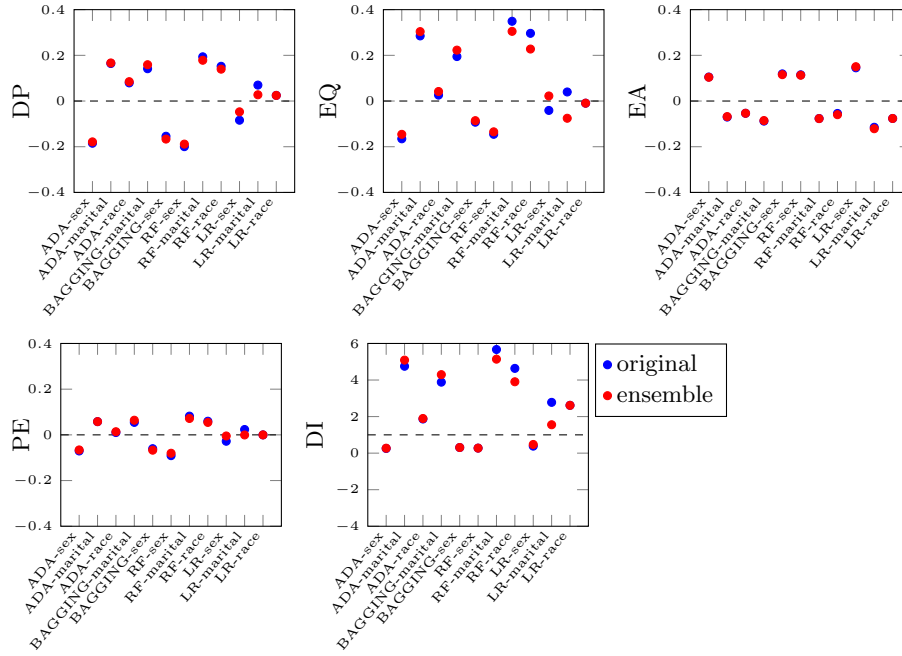 DP
0.4
0.2
0
−0.2
−0.4
ADA-sex
ADA-marital
ADA-race
BAGGING-marital
BAGGING-sex
RF-sex
RF-marital
RF-race
LR-sex
LR-marital
LR-race
EQ
0.4
0.2
0
−0.2
−0.4
ADA-sex
ADA-marital
ADA-race
BAGGING-marital
BAGGING-sex
RF-sex
RF-marital
RF-race
LR-sex
LR-marital
LR-race
EA
0.4
0.2
0
−0.2
−0.4
ADA-sex
ADA-marital
ADA-race
BAGGING-marital
BAGGING-sex
RF-sex
RF-marital
RF-race
LR-sex
LR-marital
LR-race
PE
0.4
0.2
0
−0.2
−0.4
ADA-sex
ADA-marital
ADA-race
BAGGING-marital
BAGGING-sex
RF-sex
RF-marital
RF-race
LR-sex
LR-marital
LR-race
DI
6
4
2
0
−2
−4
ADA-sex
ADA-marital
ADA-race
BAGGING-marital
BAGGING-sex
RF-sex
RF-marital
RF-race
LR-sex
LR-marital
LR-race
original
ensemble